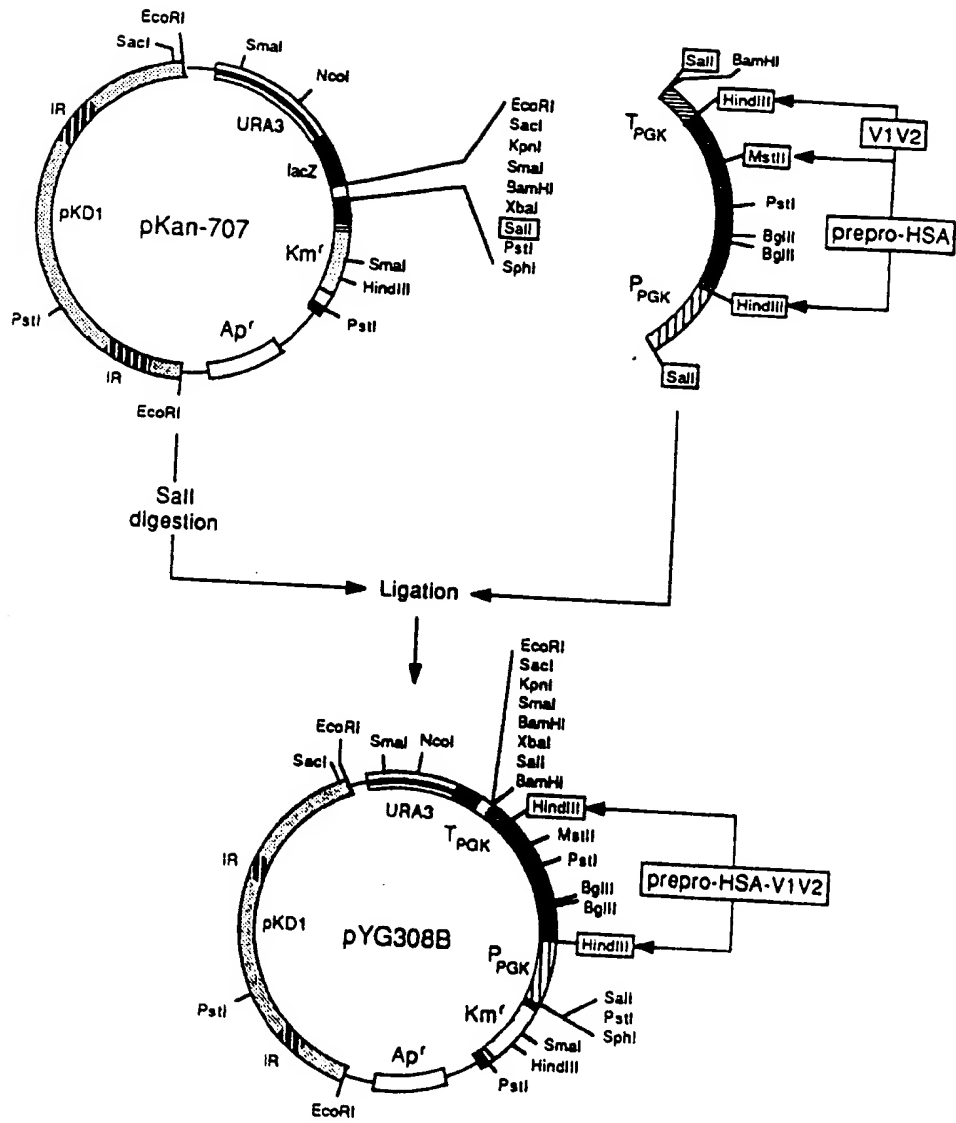 EcoRI
SacI
SmaI
NcoI
IR
URA3
lacZ
pKD1
pKan-707
Kmʳ
SmaI
HindIII
PstI
PstI
Apʳ
IR
EcoRI
EcoRI
SacI
KpnI
SmaI
BamHI
XbaI
SalI
PstI
SphI
SalI
BamHI
HindIII
TPGK
V1V2
MstII
PstI
prepro-HSA
BglII
BglII
PPGK
HindIII
SalI
SalI
digestion
Ligation
EcoRI
SacI
KpnI
SmaI
BamHI
XbaI
SalI
BamHI
EcoRI
SacI
SmaI
NcoI
URA3
HindIII
TPGK
MstII
PstI
IR
prepro-HSA-V1V2
BglII
BglII
pKD1
pYG308B
HindIII
PPGK
PstI
Kmʳ
SalI
PstI
SphI
SmaI
HindIII
IR
Apʳ
PstI
EcoRI